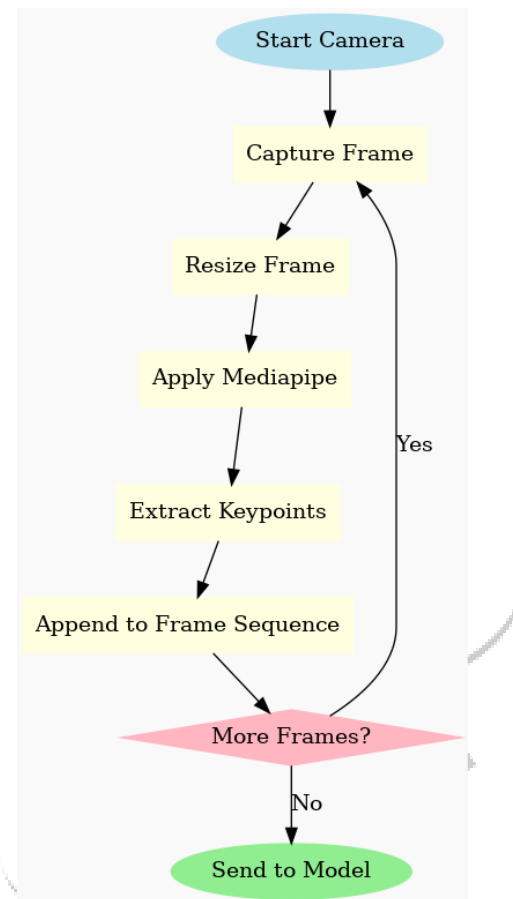 Start Camera
Capture Frame
Resize Frame
Apply Mediapipe
Yes
Extract Keypoints
Append to Frame Sequence
More Frames?
No
Send to Model